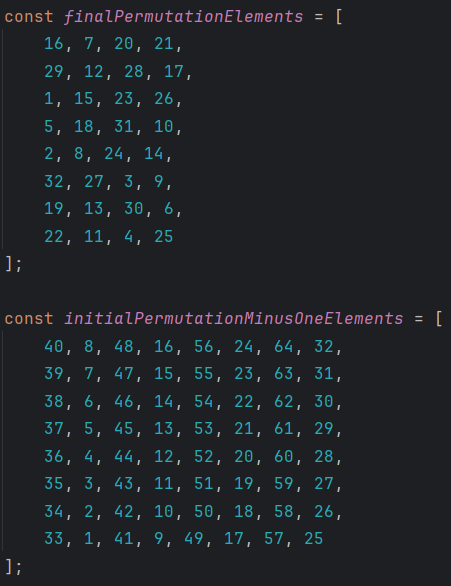 const finalPermutationElements = [
16, 7, 20, 21,
29, 12, 28, 17,
1, 15, 23, 26,
5, 18, 31, 10,
2, 8, 24, 14,
32, 27, 3, 9,
19, 13, 30, 6,
22, 11, 4, 25
];
const initialPermutationMinusOneElements = [
40, 8, 48, 16, 56, 24, 64, 32,
39, 7, 47, 15, 55, 23, 63, 31,
38, 6, 46, 14, 54, 22, 62, 30,
37, 5, 45, 13, 53, 21, 61, 29,
36, 4, 44, 12, 52, 20, 60, 28,
35, 3, 43, 11, 51, 19, 59, 27,
34, 2, 42, 10, 50, 18, 58, 26,
33, 1, 41, 9, 49, 17, 57, 25
];